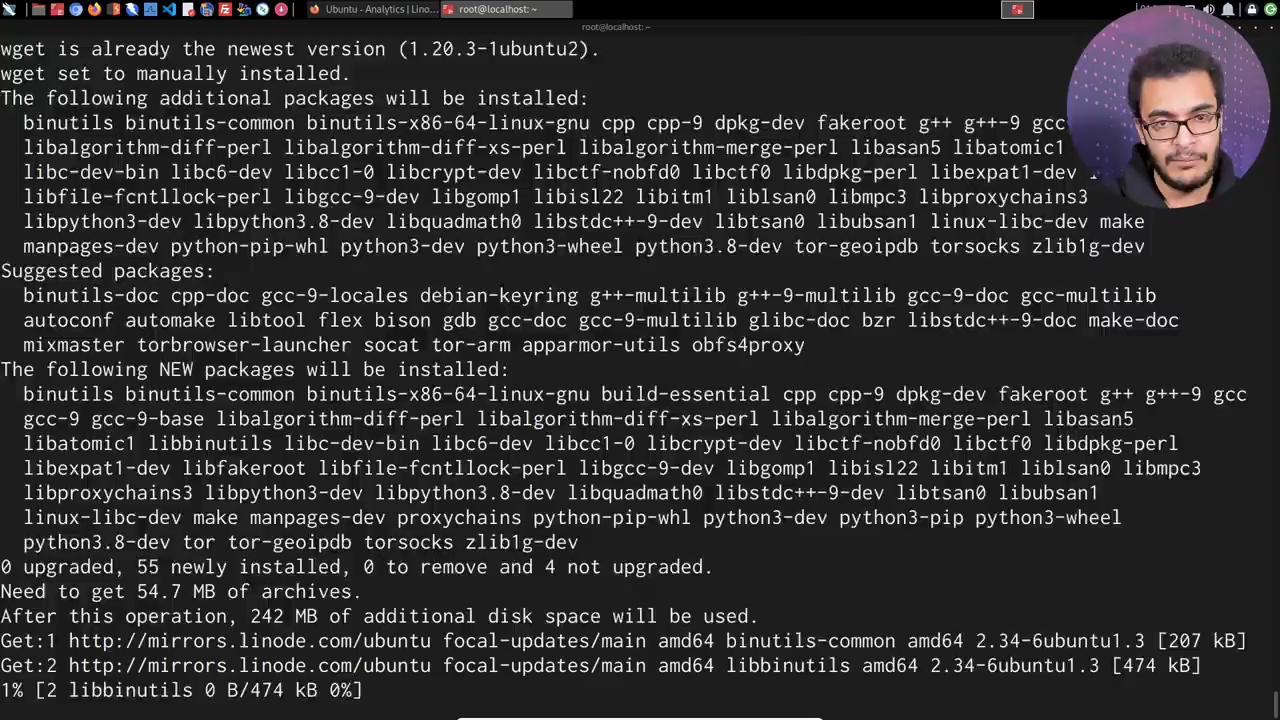 Ubuntu - Analytics | Lino...
root@localhost: ~
root@localhost:~
wget is already the newest version (1.20.3-1ubuntu2).
wget set to manually installed.
The following additional packages will be installed:
binutils binutils-common binutils-x86-64-linux-gnu cpp cpp-9 dpkg-dev fakeroot g++ g++-9 gcc
libalgorithm-diff-perl libalgorithm-diff-xs-perl libalgorithm-merge-perl libasan5 libatomic1
libc-dev-bin libc6-dev libcc1-0 libcrypt-dev libctf-nobfd0 libctf0 libdpkg-perl libexpat1-dev
libfile-fcntllock-perl libgcc-9-dev libgomp1 libisl22 libitm1 liblsan0 libmpc3 libproxychains3
libpython3-dev libpython3.8-dev libquadmath0 libstdc++-9-dev libtsan0 libubsan1 linux-libc-dev make
manpages-dev python-pip-whl python3-dev python3-wheel python3.8-dev tor-geoipdb torsocks zlib1g-dev
Suggested packages:
binutils-doc cpp-doc gcc-9-locales debian-keyring g++-multilib g++-9-multilib gcc-9-doc gcc-multilib
autoconf automake libtool flex bison gdb gcc-doc gcc-9-multilib glibc-doc bzr libstdc++-9-doc make-doc
mixmaster torbrowser-launcher socat tor-arm apparmor-utils obfs4proxy
The following NEW packages will be installed:
binutils binutils-common binutils-x86-64-linux-gnu build-essential cpp cpp-9 dpkg-dev fakeroot g++ g++-9 gcc
gcc-9 gcc-9-base libalgorithm-diff-perl libalgorithm-diff-xs-perl libalgorithm-merge-perl libasan5
libatomic1 libbinutils libc-dev-bin libc6-dev libcc1-0 libcrypt-dev libctf-nobfd0 libctf0 libdpkg-perl
libexpat1-dev libfakeroot libfile-fcntllock-perl libgcc-9-dev libgomp1 libisl22 libitm1 liblsan0 libmpc3
libproxychains3 libpython3-dev libpython3.8-dev libquadmath0 libstdc++-9-dev libtsan0 libubsan1
linux-libc-dev make manpages-dev proxychains python-pip-whl python3-dev python3-pip python3-wheel
python3.8-dev tor tor-geoipdb torsocks zlib1g-dev
0 upgraded, 55 newly installed, 0 to remove and 4 not upgraded.
Need to get 54.7 MB of archives.
After this operation, 242 MB of additional disk space will be used.
Get:1 http://mirrors.linode.com/ubuntu focal-updates/main amd64 binutils-common amd64 2.34-6ubuntu1.3 [207 kB]
Get:2 http://mirrors.linode.com/ubuntu focal-updates/main amd64 libbinutils amd64 2.34-6ubuntu1.3 [474 kB]
1% [2 libbinutils 0 B/474 kB 0%]